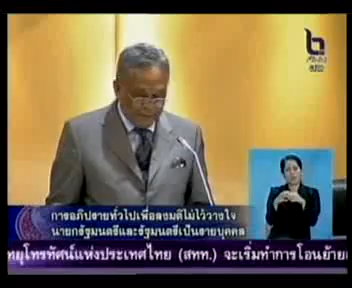 การอภิปรายทั่วไปเพื่อลงมติไม่ไว้วางใจ
นายกรัฐมนตรีและรัฐมนตรีเป็นรายบุคคล
ทยุโทรทัศน์แห่งประเทศไทย (สทท.) จะเริ่มทำการโอนย้าย